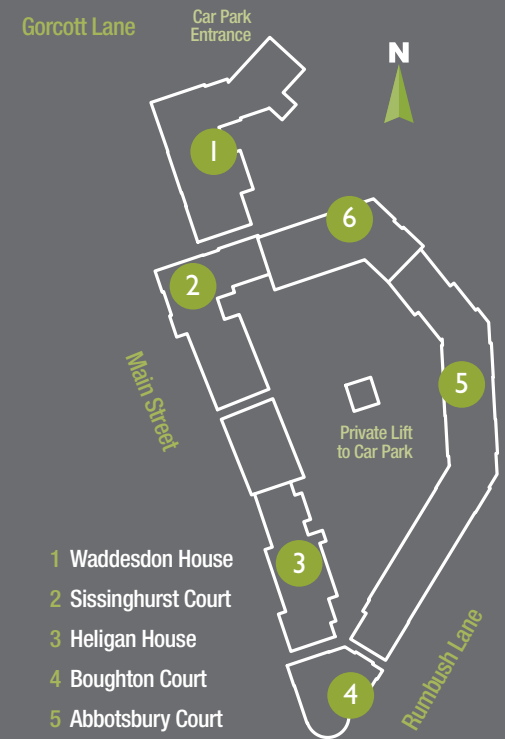 Gorcott Lane
Car Park
Entrance
N
1
6
2
Main Street
5
Private Lift
to Car Park
3
4
Rumbush Lane
1 Waddesdon House
2 Sissinghurst Court
3 Heligan House
4 Boughton Court
5 Abbotsbury Court